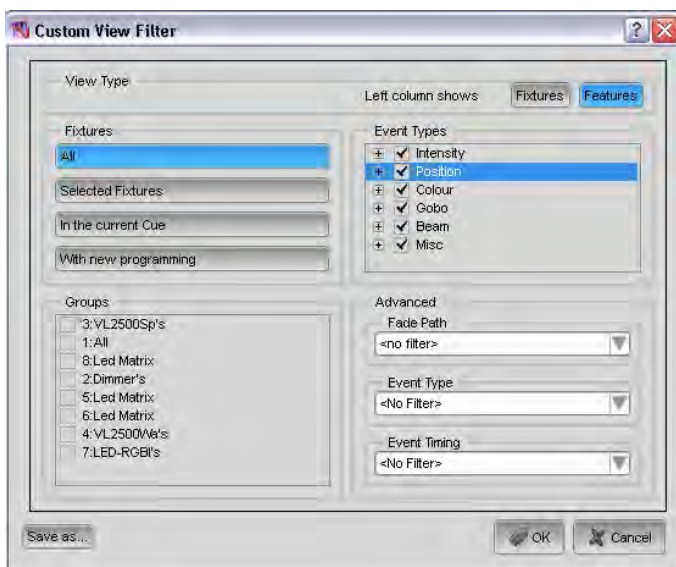 Custom View Filter
View Type
Left column shows
Fixtures
Features
Fixtures
All
Selected Fixtures
In the current Cue
With new programming
Event Types
Intensity
Position
Colour
Gobo
Beam
Misc
Groups
3:VL2500Sp's
1:All
8:Led Matrix
2:Dimmer's
5:Led Matrix
6:Led Matrix
4:VL2500Wa's
7:LED-RGBI's
Advanced
Fade Path
<no filter>
Event Type
<No Filter>
Event Timing
<No Filter>
Save as...
OK
Cancel